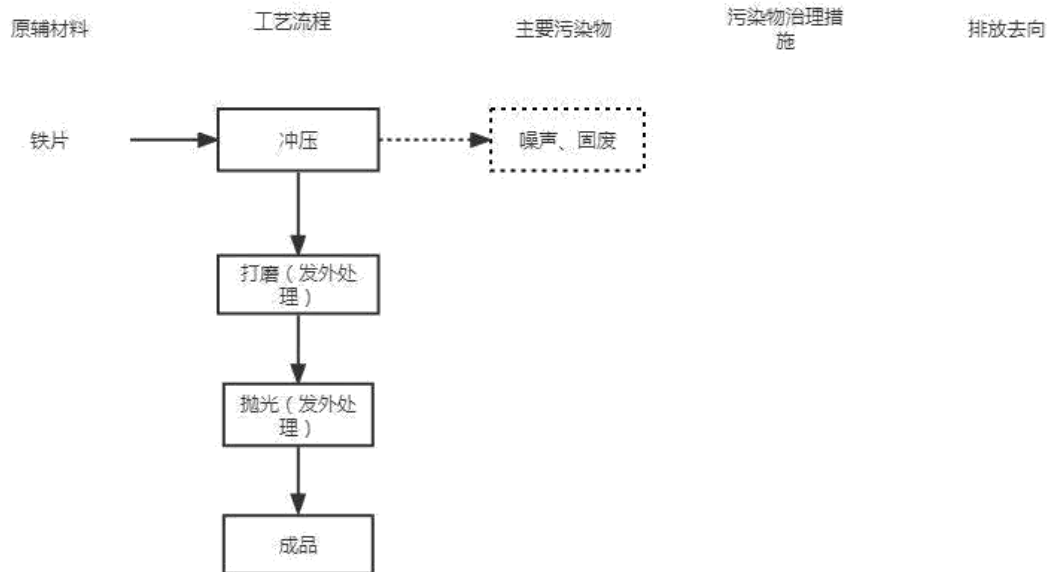 原辅材料
工艺流程
主要污染物
污染物治理措
施
排放去向
铁片
冲压
噪声、固废
打磨（发外处
理）
抛光（发外处
理）
成品